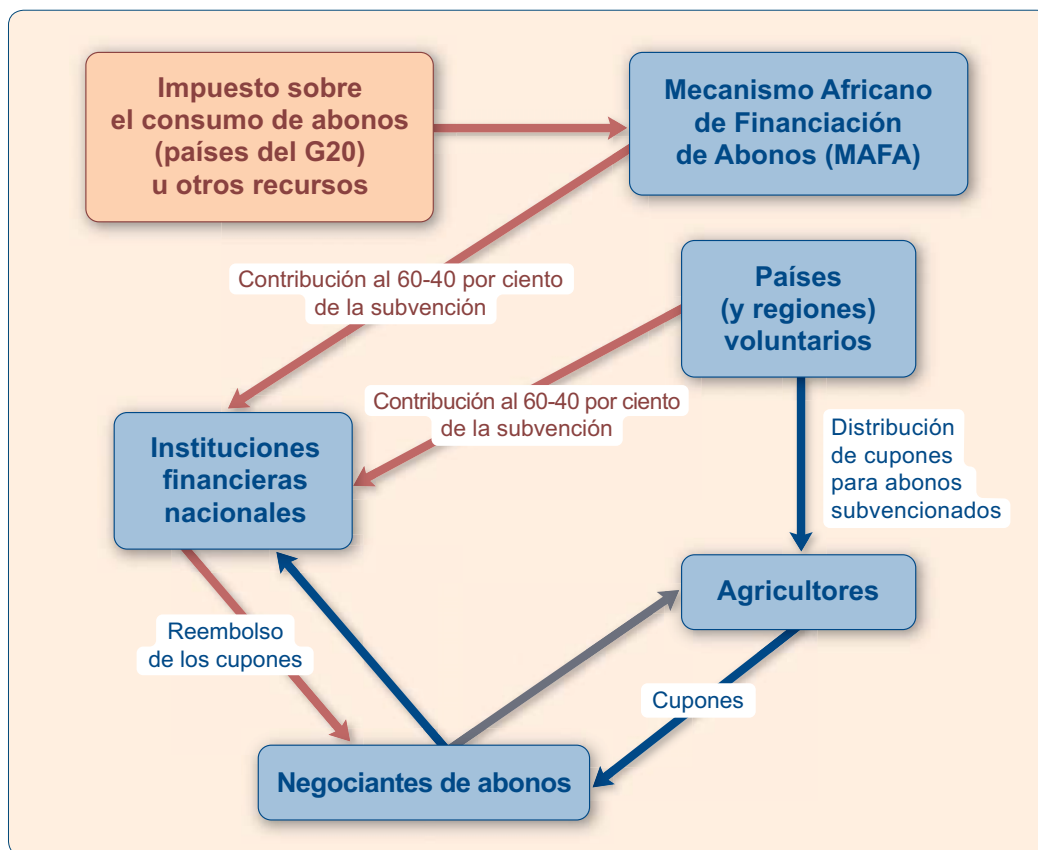 Impuesto sobre
el consumo de abonos
(países del G20)
u otros recursos
Mecanismo Africano
de Financiación
de Abonos (MAFA)
Contribución al 60-40 por ciento
de la subvención
Países
(y regiones)
voluntarios
Contribución al 60-40 por ciento
de la subvención
Instituciones
financieras
nacionales
Distribución
de cupones
para abonos
subvencionados
Agricultores
Reembolso
de los cupones
Cupones
Negociantes de abonos